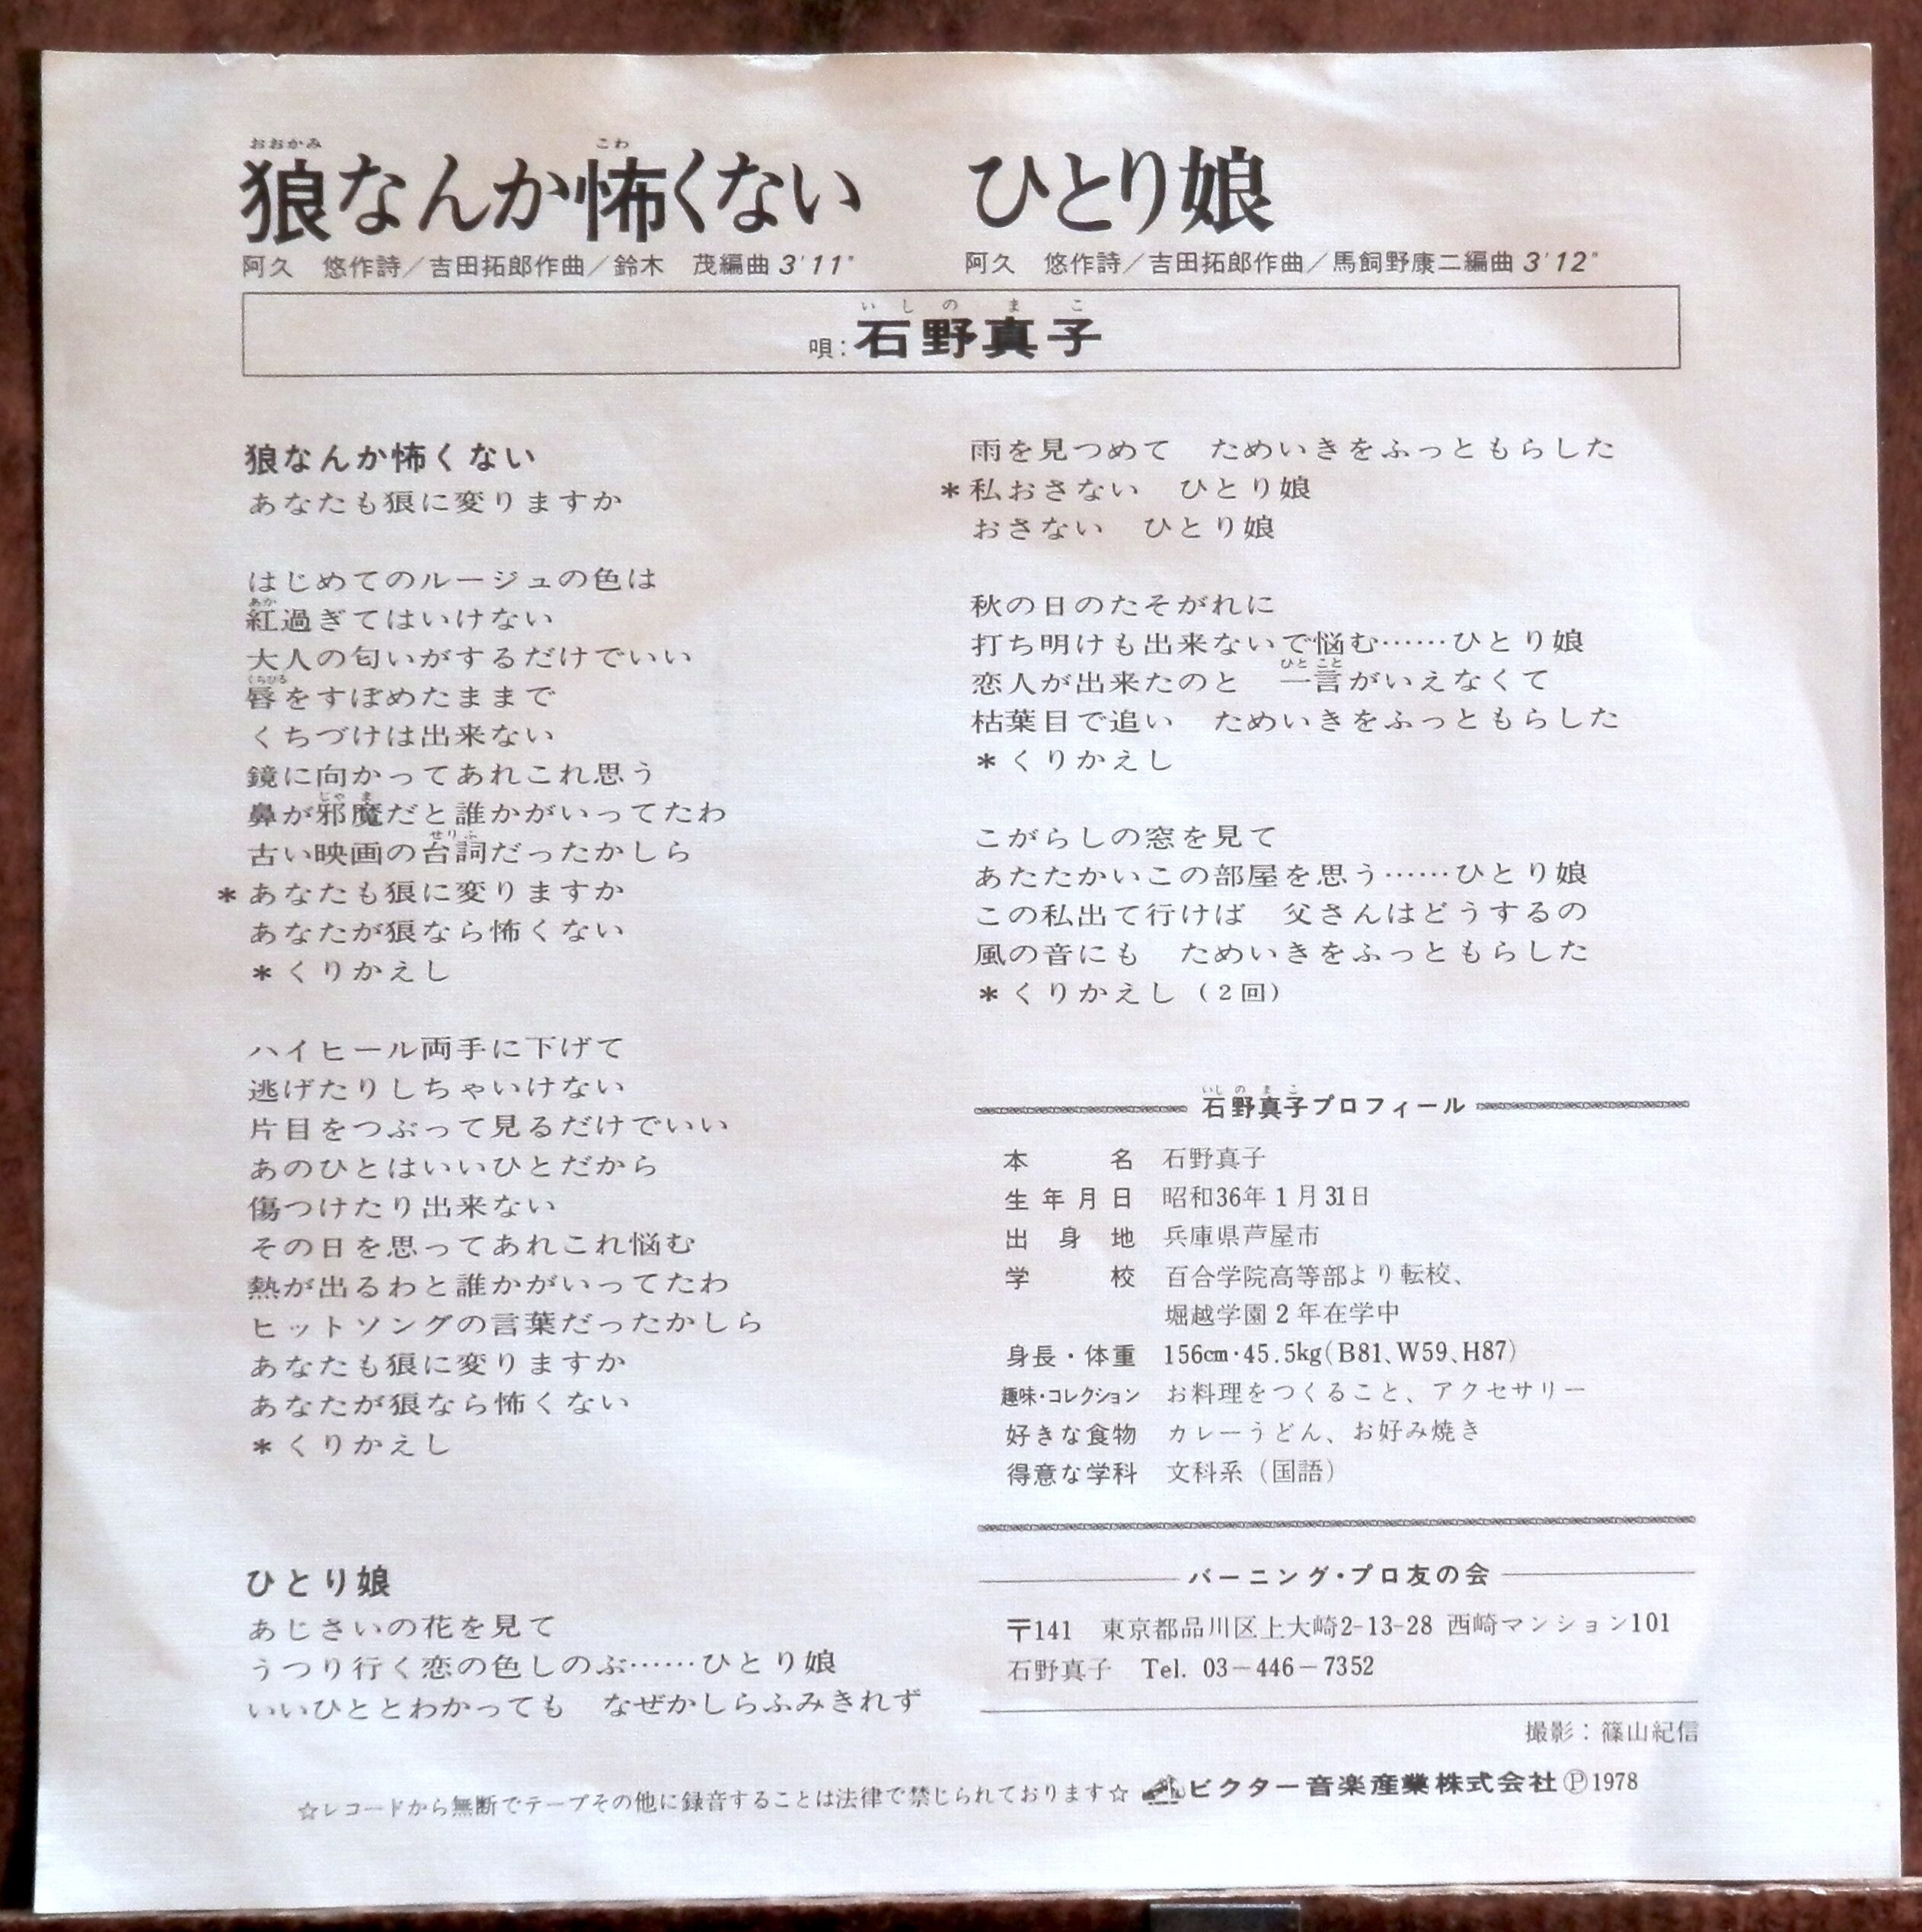 狼なんか怖くない
阿久　悠作詩／吉田拓郎作曲／鈴木　茂編曲 3'11"
ひとり娘
阿久　悠作詩／吉田拓郎作曲／馬飼野康二編曲 3'12"
唄：石野真子
狼なんか怖くない
あなたも狼に変りますか
はじめてのルージュの色は
紅過ぎてはいけない
大人の匂いがするだけでいい
唇をすぼめたままで
くちづけは出来ない
鏡に向かってあれこれ思う
鼻が邪魔だと誰かがいってたわ
古い映画の台詞だったかしら
＊あなたも狼に変りますか
あなたが狼なら怖くない
＊くりかえし
ハイヒール両手に下げて
逃げたりしちゃいけない
片目をつぶって見るだけでいい
あのひとはいいひとだから
傷つけたり出来ない
その日を思ってあれこれ悩む
熱が出るわと誰かがいってたわ
ヒットソングの言葉だったかしら
あなたも狼に変りますか
あなたが狼なら怖くない
＊くりかえし
ひとり娘
あじさいの花を見て
うつり行く恋の色しのぶ……ひとり娘
いいひととわかっても　なぜかしらふみきれず
雨を見つめて　ためいきをふっともらした
＊私おさない　ひとり娘
おさない　ひとり娘
秋の日のたそがれに
打ち明けも出来ないで悩む……ひとり娘
恋人が出来たのと　一言がいえなくて
枯葉目で追い　ためいきをふっともらした
＊くりかえし
こがらしの窓を見て
あたたかいこの部屋を思う……ひとり娘
この私出て行けば　父さんはどうするの
風の音にも　ためいきをふっともらした
＊くりかえし（２回）
石野真子プロフィール
本名　石野真子
生年月日　昭和36年１月31日
出身地　兵庫県芦屋市
学校　百合学院高等部より転校、
堀越学園２年在学中
身長・体重　156cm・45.5kg（B81、W59、H87）
趣味・コレクション　お料理をつくること、アクセサリー
好きな食物　カレーうどん、お好み焼き
得意な学科　文科系（国語）
バーニング・プロ友の会
〒141　東京都品川区上大崎2-13-28 西崎マンション101
石野真子　Tel. 03－446－7352
撮影：篠山紀信
☆レコードから無断でテープその他に録音することは法律で禁じられております☆ ビクター音楽産業株式会社Ⓟ1978